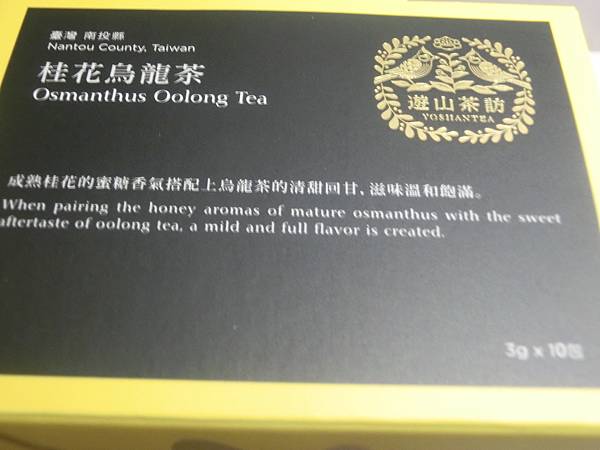 臺灣 南投縣
Nantou County, Taiwan
桂花烏龍茶
Osmanthus Oolong Tea
遊山茶訪
YOSHANTEA
成熟桂花的蜜糖香氣搭配上烏龍茶的清甜回甘，滋味溫和飽滿。
When pairing the honey aromas of mature osmanthus with the sweet
aftertaste of oolong tea, a mild and full flavor is created.
3g x 10包